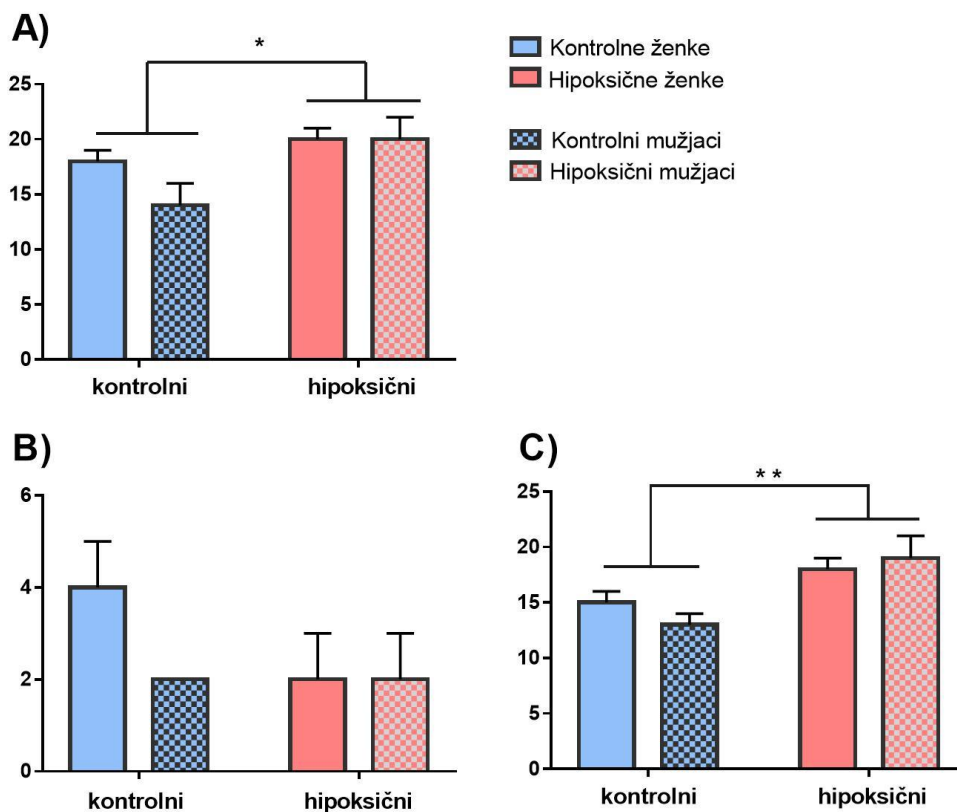 A)
*
Kontrolne ženke
Hipoksične ženke
Kontrolni mužjaci
Hipoksični mužjaci
25
20
15
10
5
0
kontrolni hipoksični
B)
6
4
2
0
kontrolni hipoksični
C)
* *
25
20
15
10
5
0
kontrolni hipoksični